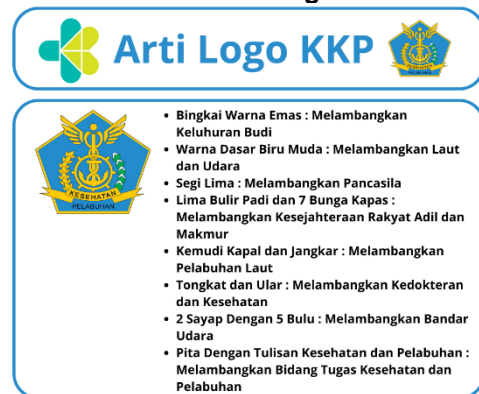 Arti Logo KKP
KESEHATAN
PELABUHAN
• Bingkai Warna Emas : Melambangkan
Keluhuran Budi
• Warna Dasar Biru Muda : Melambangkan Laut
dan Udara
• Segi Lima : Melambangkan Pancasila
• Lima Bulir Padi dan 7 Bunga Kapas :
Melambangkan Kesejahteraan Rakyat Adil dan
Makmur
• Kemudi Kapal dan Jangkar : Melambangkan
Pelabuhan Laut
• Tongkat dan Ular : Melambangkan Kedokteran
dan Kesehatan
• 2 Sayap Dengan 5 Bulu : Melambangkan Bandar
Udara
• Pita Dengan Tulisan Kesehatan dan Pelabuhan :
Melambangkan Bidang Tugas Kesehatan dan
Pelabuhan